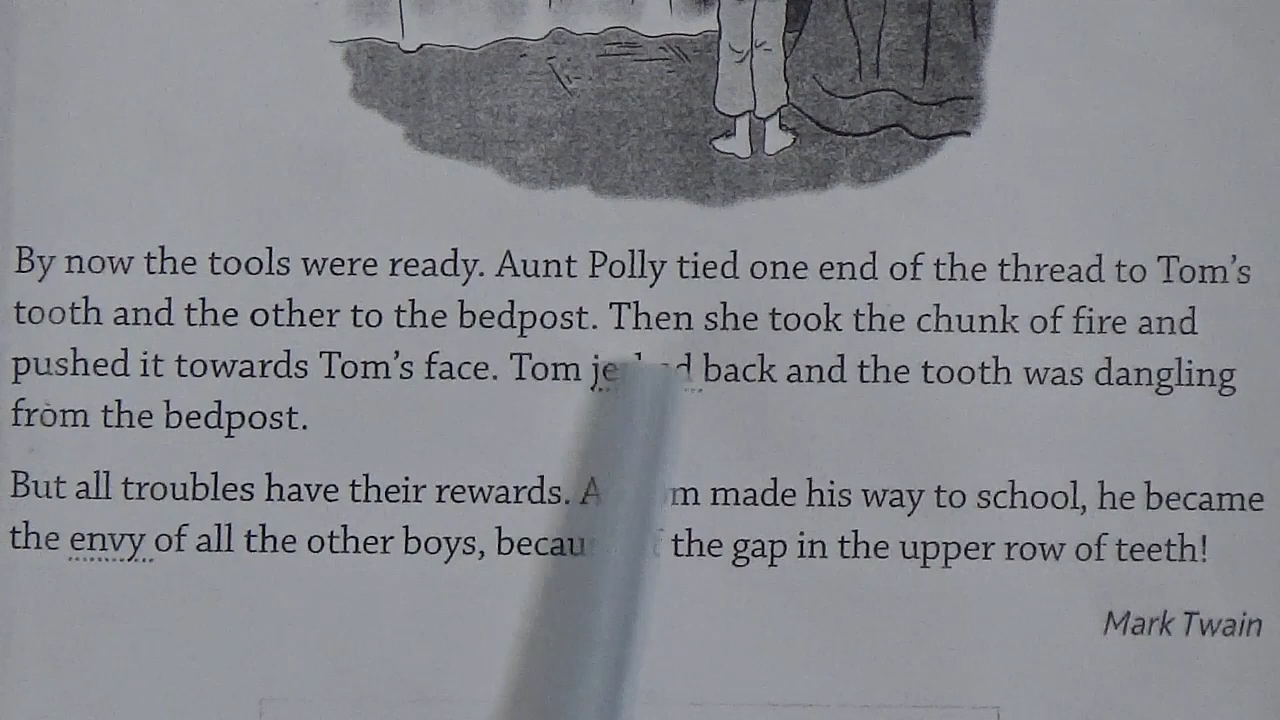 By now the tools were ready. Aunt Polly tied one end of the thread to Tom's
tooth and the other to the bedpost. Then she took the chunk of fire and
pushed it towards Tom's face. Tom back and the tooth was dangling
from the bedpost.
But all troubles have their rewards. made his way to school, he became
the envy of all the other boys, the gap in the upper row of teeth!
Mark Twain